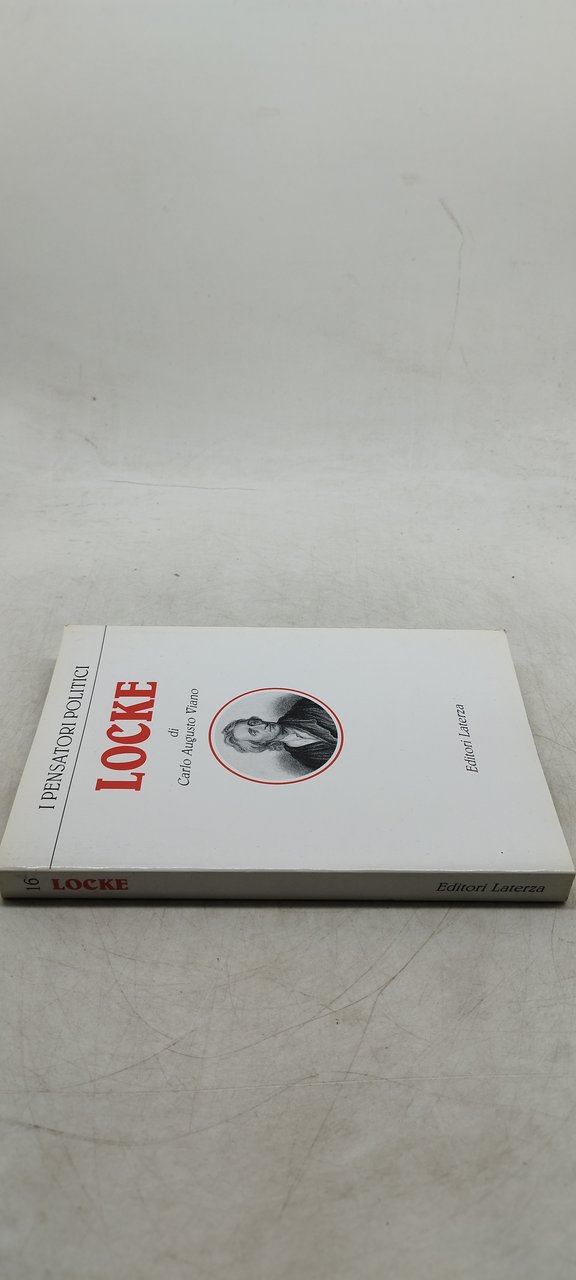 I PENSATORI POLITICI
LOCKE
di
Carlo Augusto Viano
Editori Laterza
16
LOCKE
Editori Laterza